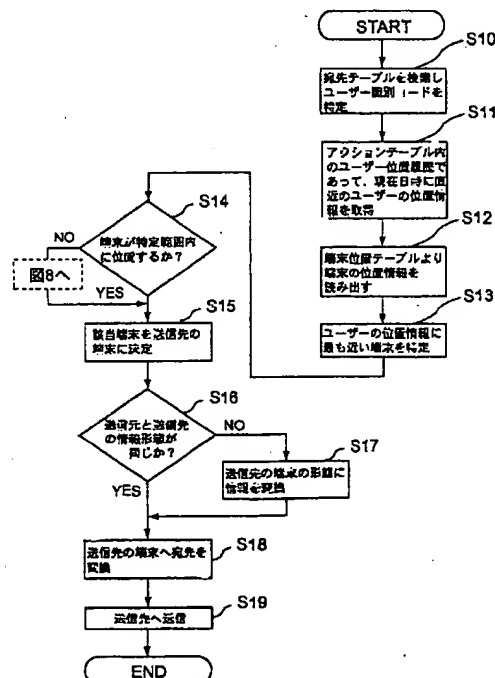 START
S10
宛先テーブルを検索し
ユーザー識別コードを
特定
S11
アクションテーブル内
のユーザー位置履歴で
あって、現在日時に直
近のユーザーの位置情
報を取得
S12
端末位置テーブルより
端末の位置情報を
読み出す
S13
ユーザーの位置情報に
最も近い端末を特定
S14
端末が特定範囲内
に位置するか？
NO
図8へ
YES
S15
該当端末を送信先の
端末に決定
S16
送信元と送信先
の情報形態が
同じか？
NO
S17
送信先の端末の形態に
情報を変換
YES
S18
送信先の端末へ宛先を
変換
S19
送信先へ送信
END